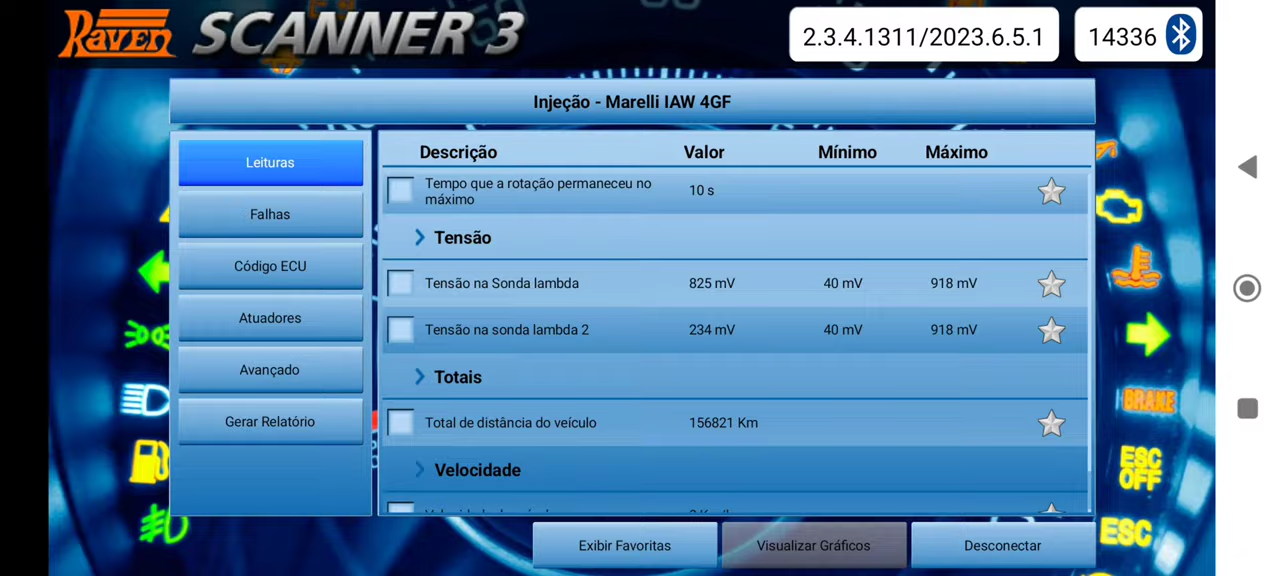 Raven SCANNER 3
2.3.4.1311/2023.6.5.1
14336
Injeção - Marelli IAW 4GF
Leituras
Falhas
Código ECU
Atuadores
Avançado
Gerar Relatório
Descrição Valor Mínimo Máximo
Tempo que a rotação permaneceu no
máximo
10 s
Tensão
Tensão na Sonda lambda 825 mV 40 mV 918 mV
Tensão na sonda lambda 2 234 mV 40 mV 918 mV
Totais
Total de distância do veículo 156821 Km
Velocidade
BRAKE
ESC
OFF
ESC
Exibir Favoritas
Visualizar Gráficos
Desconectar